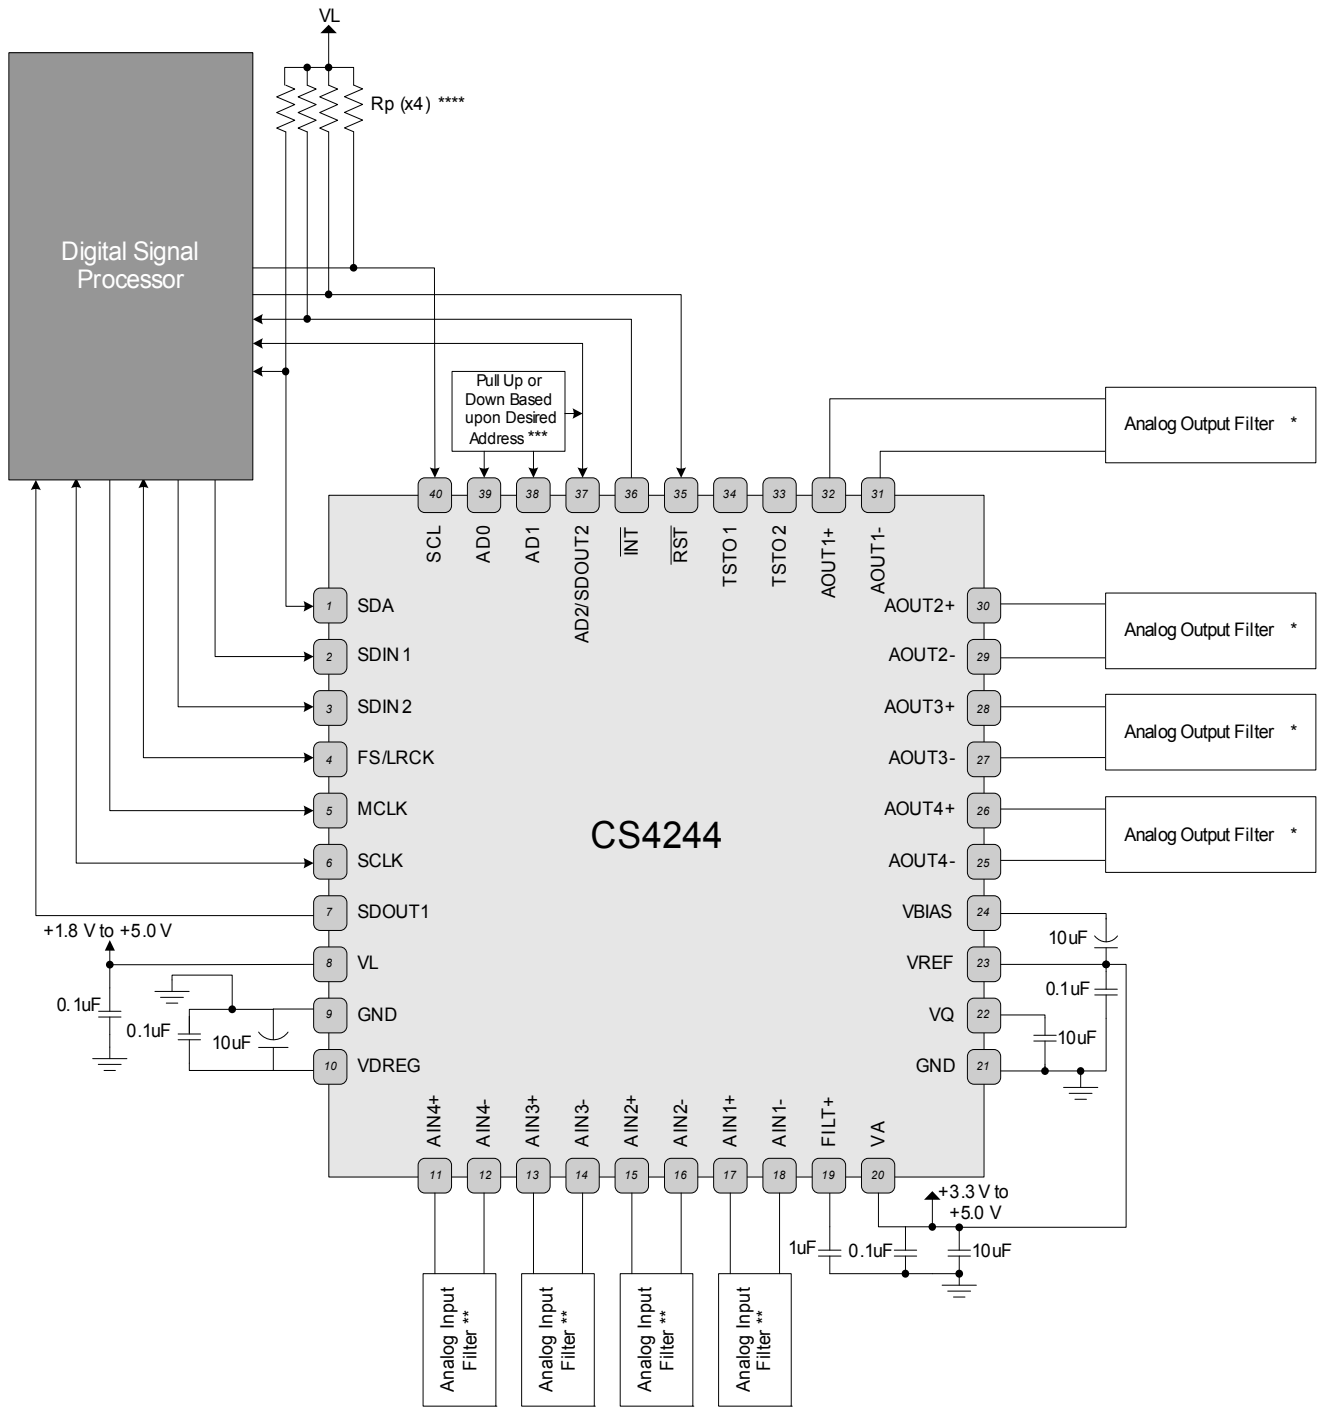 VL
Rp (x4) ****
Digital Signal
Processor
Pull Up or
Down Based
upon Desired
Address ***
Analog Output Filter *
40
39
38
37
36
35
34
33
32
31
SCL
AD0
AD1
AD2/SDOUT2
INT
RST
TSTO1
TSTO2
AOUT1+
AOUT1-
1 SDA
AOUT2+ 30
Analog Output Filter *
2 SDIN1
AOUT2- 29
3 SDIN2
AOUT3+ 28
Analog Output Filter *
4 FS/LRCK
AOUT3- 27
5 MCLK
AOUT4+ 26
CS4244
Analog Output Filter *
6 SCLK
AOUT4- 25
7 SDOUT1
VBIAS 24
+1.8 V to +5.0 V
10uF
8 VL
VREF 23
0.1uF
0.1uF
9 GND
VQ 22
0.1uF
10uF
10uF
10 VDREG
GND 21
AIN4+
AIN4-
AIN3+
AIN3-
AIN2+
AIN2-
AIN1+
AIN1-
FILT+
VA
11
12
13
14
15
16
17
18
19
20
+3.3 V to
+5.0 V
1uF
0.1uF
10uF
Analog Input
Filter **
Analog Input
Filter **
Analog Input
Filter **
Analog Input
Filter **